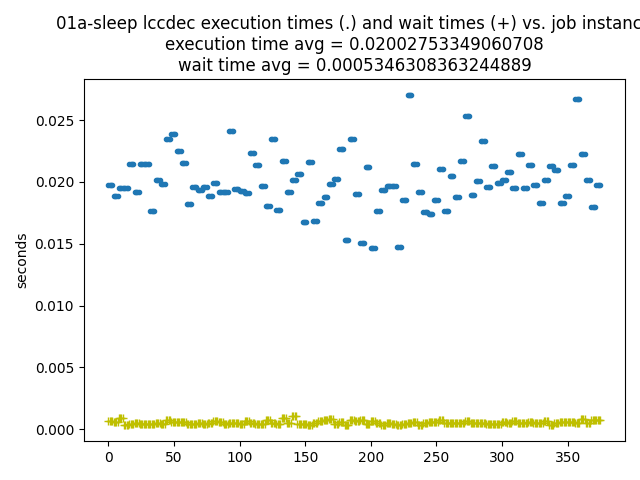 01a-sleep lccdec execution times (.) and wait times (+) vs. job instanc
execution time avg = 0.02002753349060708
wait time avg = 0.0005346308363244889
0.025
0.020
0.015
0.010
0.005
0.000
seconds
0 50 100 150 200 250 300 350